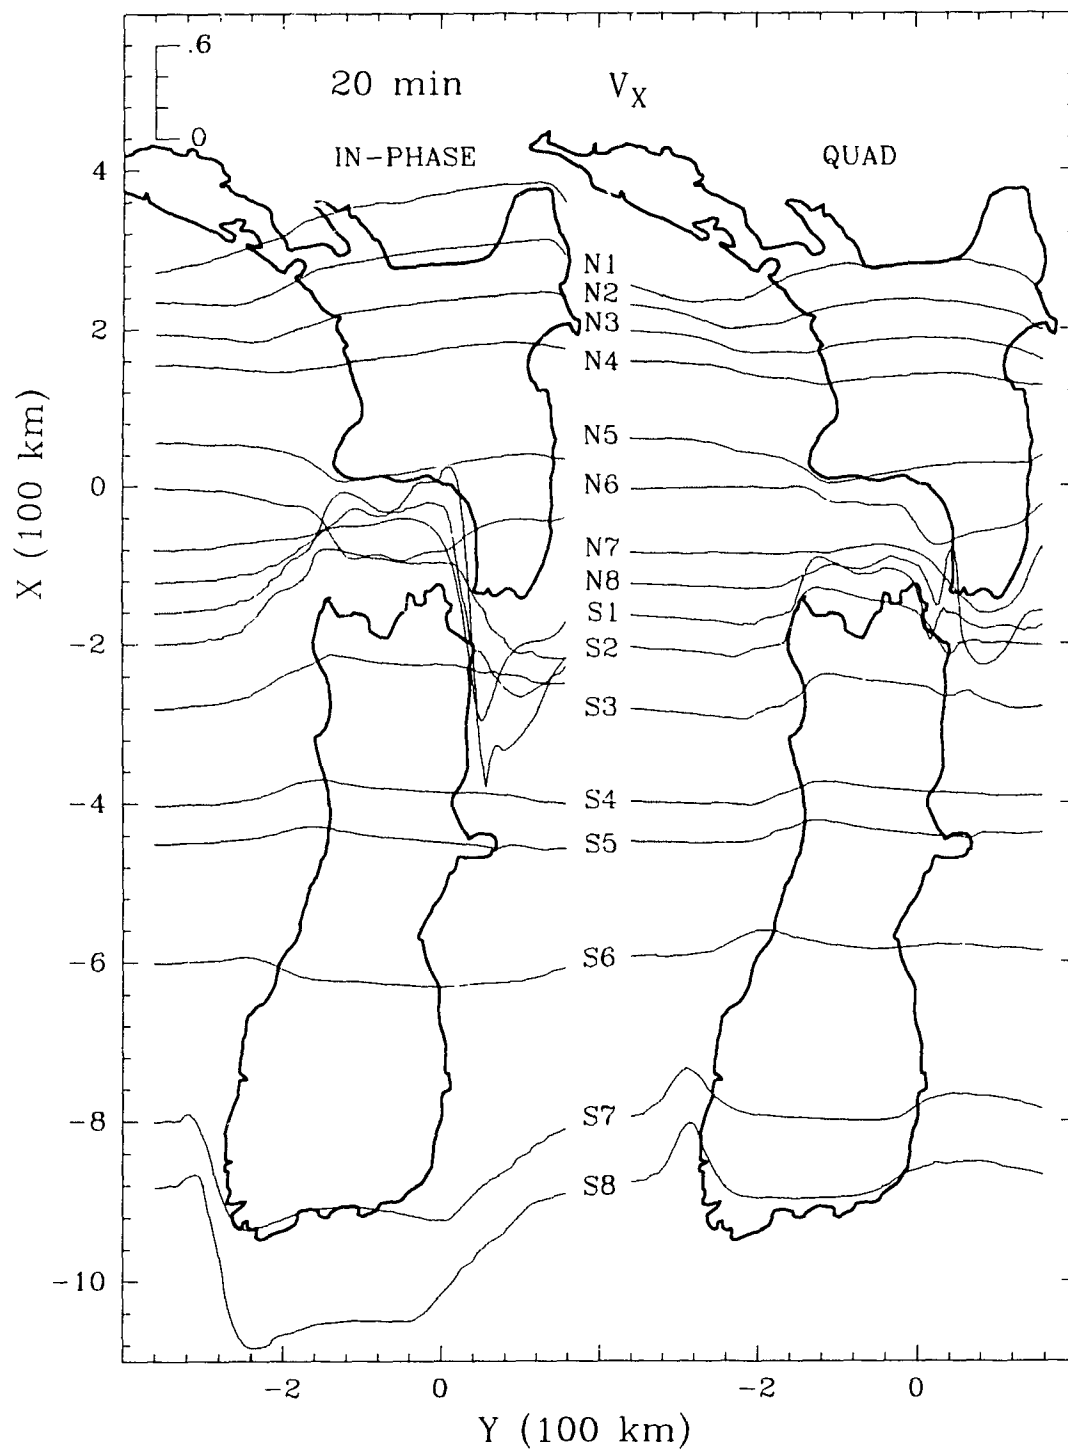 .6
0
20 min
V_X
IN-PHASE
QUAD
4
2
0
-2
-4
-6
-8
-10
X (100 km)
N1
N2
N3
N4
N5
N6
N7
N8
S1
S2
S3
S4
S5
S6
S7
S8
-2
0
-2
0
Y (100 km)